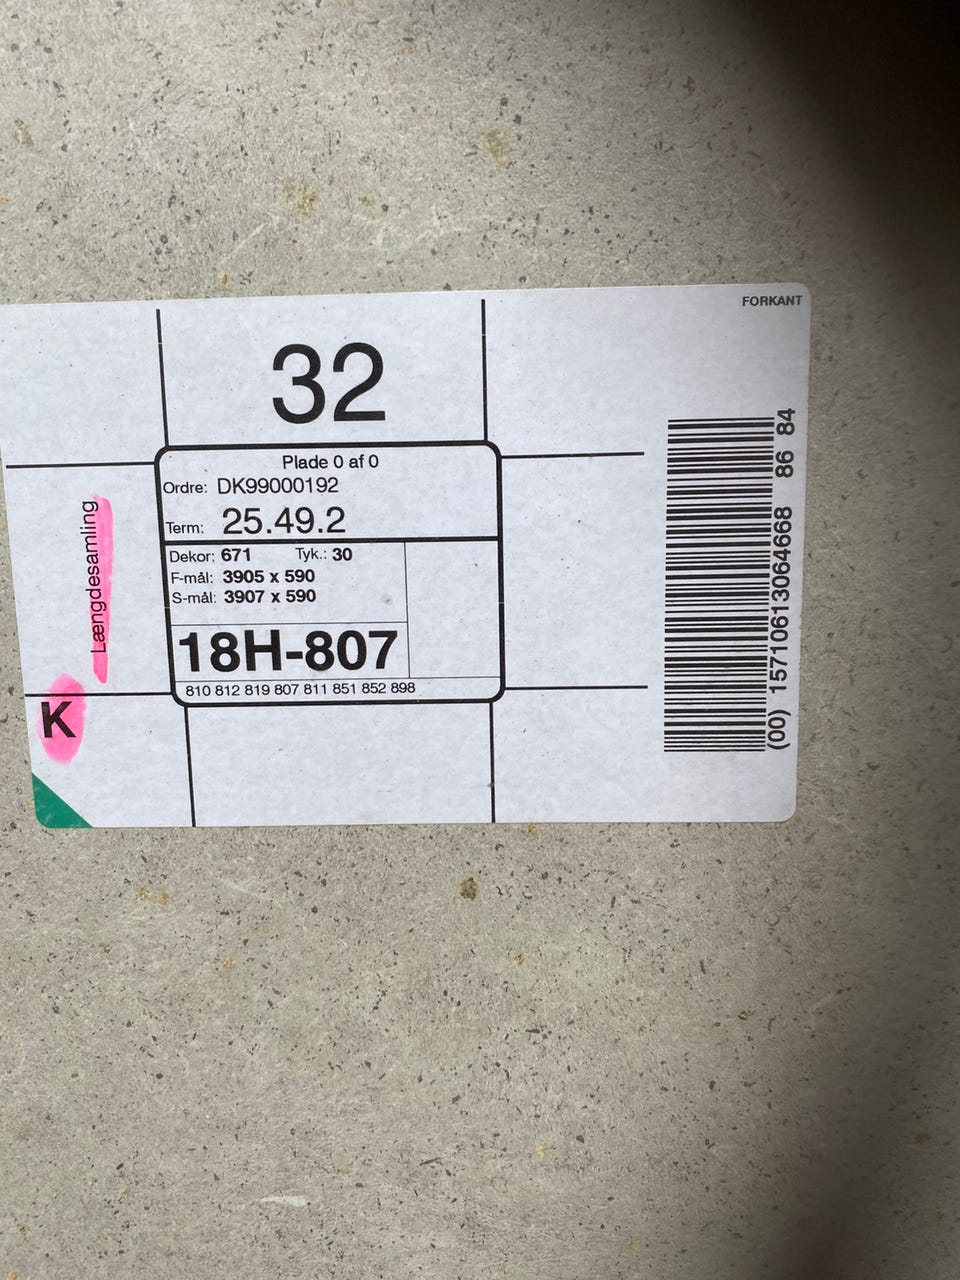 FORKANT
32
Plade 0 af 0
Ordre: DK99000192
Term: 25.49.2
Dekor: 671 Tyk.: 30
F-mål: 3905 x 590
S-mål: 3907 x 590
18H-807
810 812 819 807 811 851 852 898
Længdesamling
K
(00) 1571061306466868 86 84